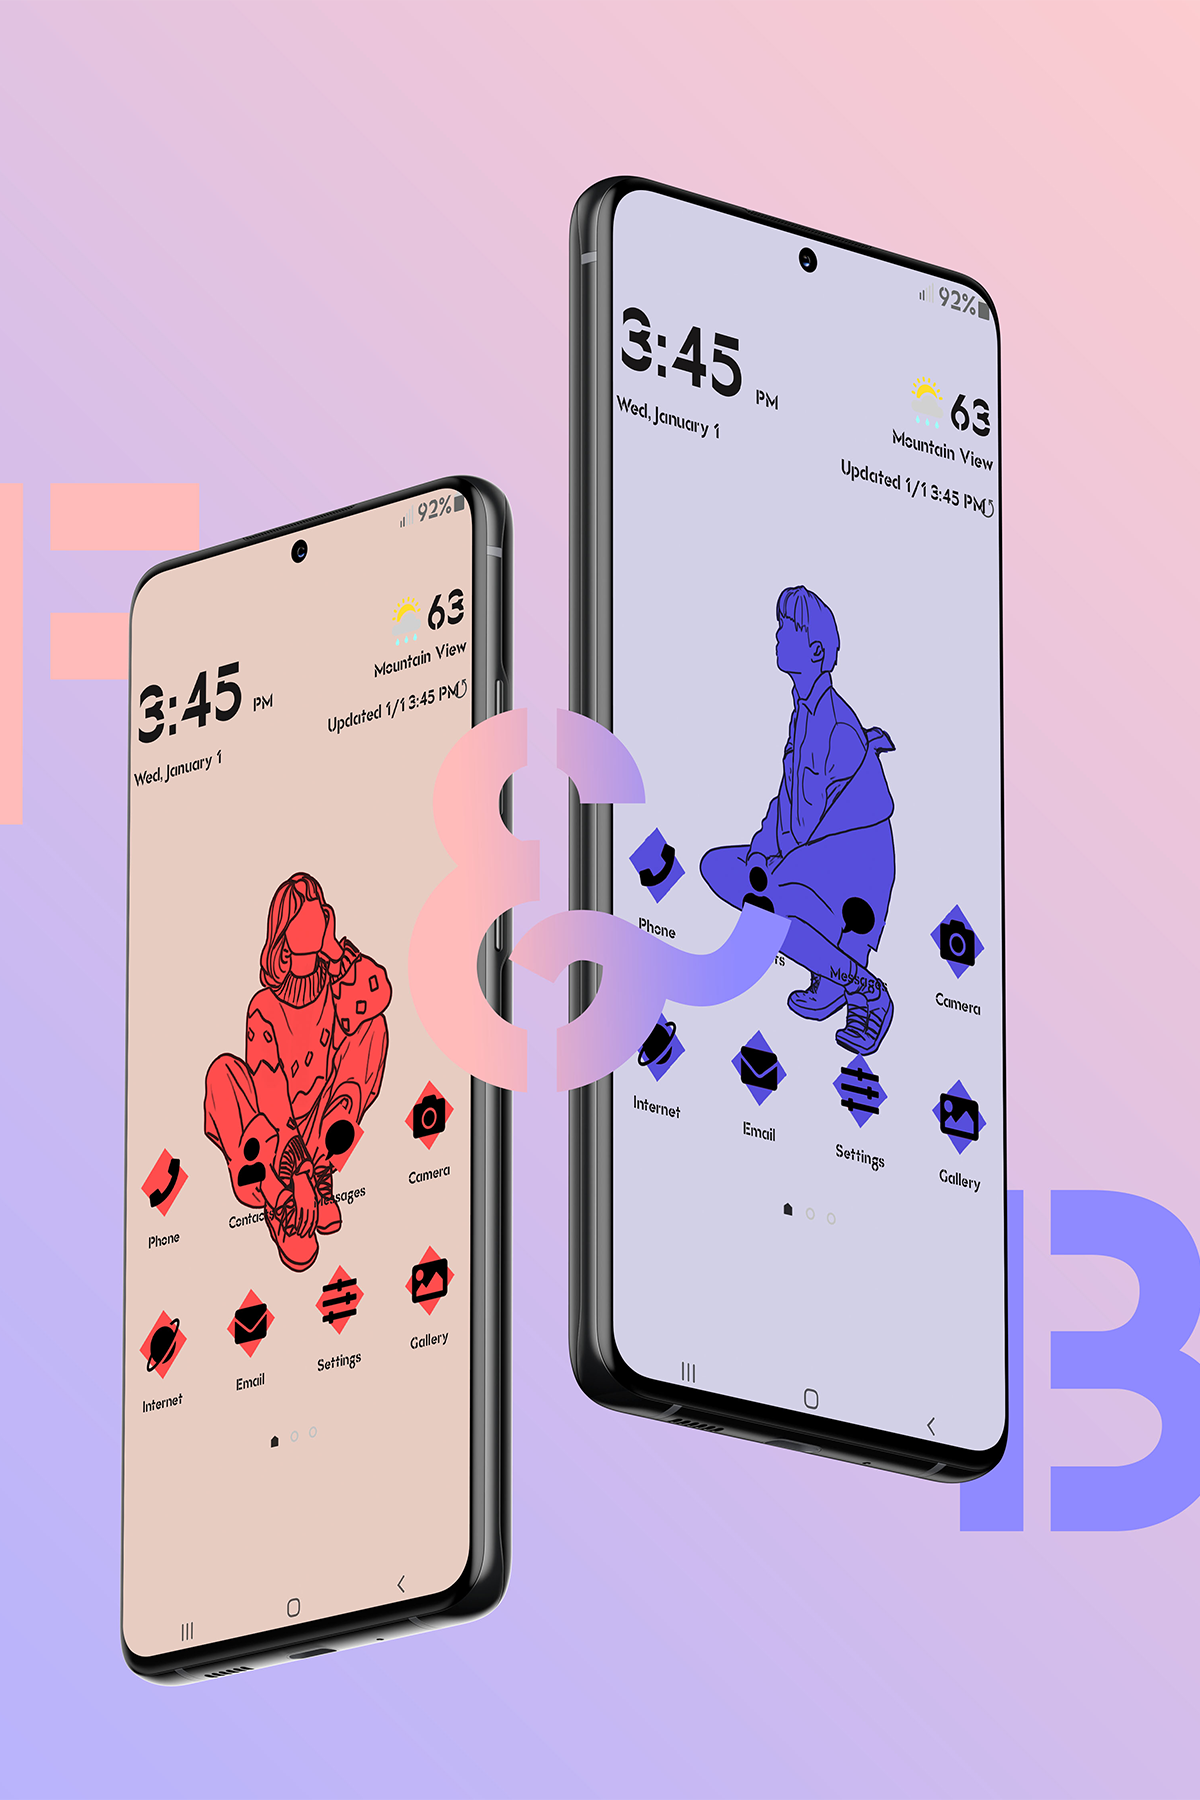 F
&
B
92%
3:45 PM
Wed, January 1
63
Mountain View
Updated 1/1 3:45 PM
Phone
Contacts
Messages
Camera
Internet
Email
Settings
Gallery
92%
3:45 PM
Wed, January 1
63
Mountain View
Updated 1/1 3:45 PM
Phone
ts
Messages
Camera
Internet
Email
Settings
Gallery